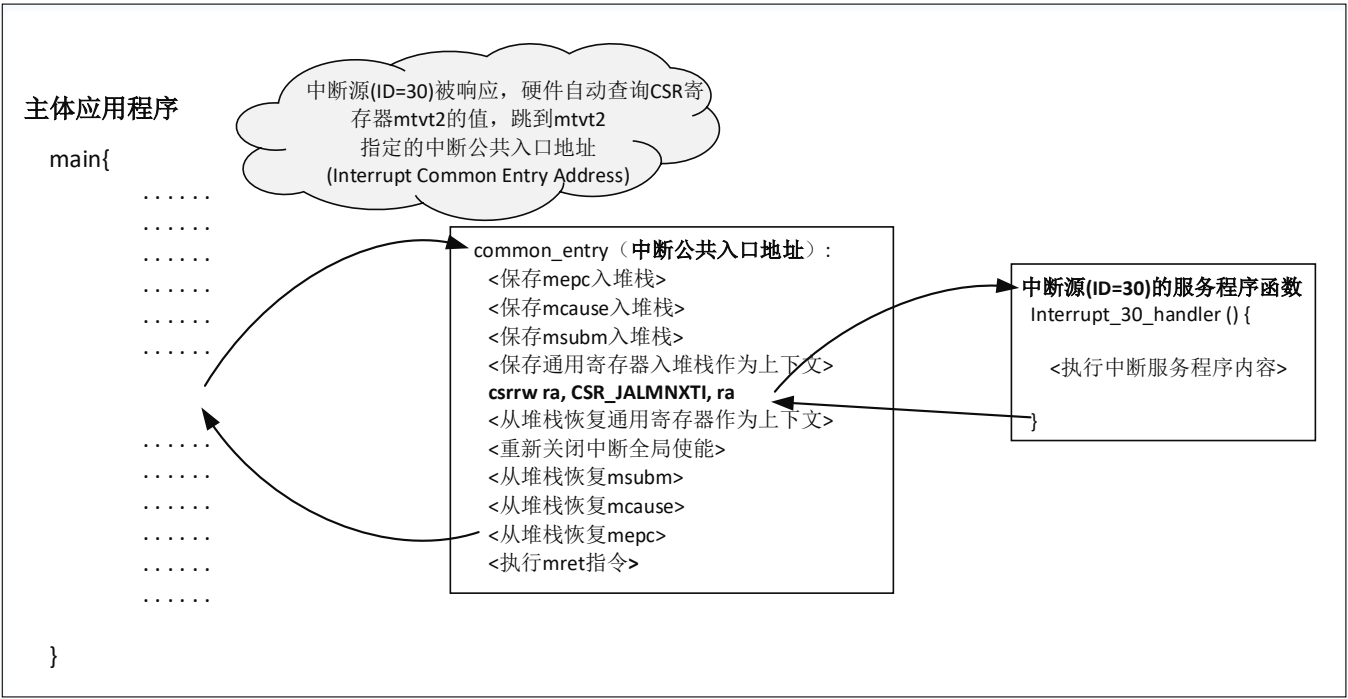 中断源(ID=30)被响应，硬件自动查询CSR寄
存器mtvt2的值，跳到mtvt2
指定的中断公共入口地址
(Interrupt Common Entry Address)
主体应用程序
main{
......
......
......
......
......
......
......
......
......
......
......
......
}
common_entry（中断公共入口地址）:
<保存mepc入堆栈>
<保存mcause入堆栈>
<保存msubm入堆栈>
<保存通用寄存器入堆栈作为上下文>
csrrw ra, CSR_JALMNXTI, ra
<从堆栈恢复通用寄存器作为上下文>
<重新关闭中断全局使能>
<从堆栈恢复msubm>
<从堆栈恢复mcause>
<从堆栈恢复mepc>
<执行mret指令>
中断源(ID=30)的服务程序函数
Interrupt_30_handler () {
<执行中断服务程序内容>
}